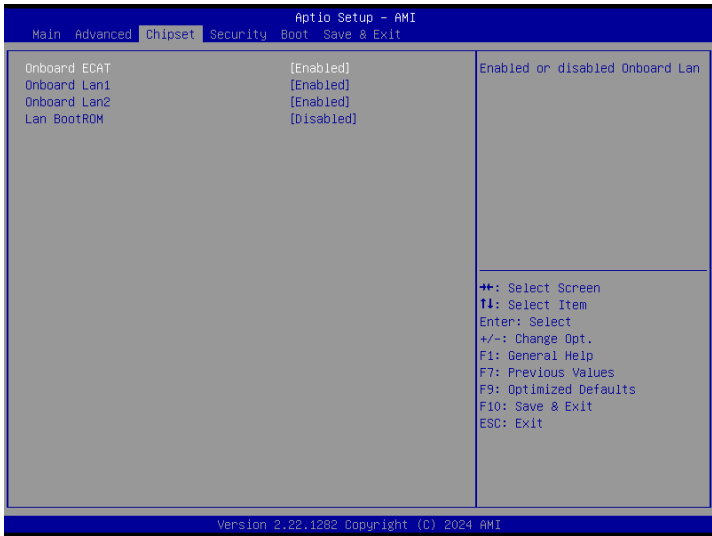 Aptio Setup – AMI
Main Advanced Chipset Security Boot Save & Exit
Onboard ECAT [Enabled]
Onboard Lan1 [Enabled]
Onboard Lan2 [Enabled]
Lan BootROM [Disabled]
Enabled or disabled Onboard Lan
→←: Select Screen
↑↓: Select Item
Enter: Select
+/-: Change Opt.
F1: General Help
F7: Previous Values
F9: Optimized Defaults
F10: Save & Exit
ESC: Exit
Version 2.22.1282 Copyright (C) 2024 AMI